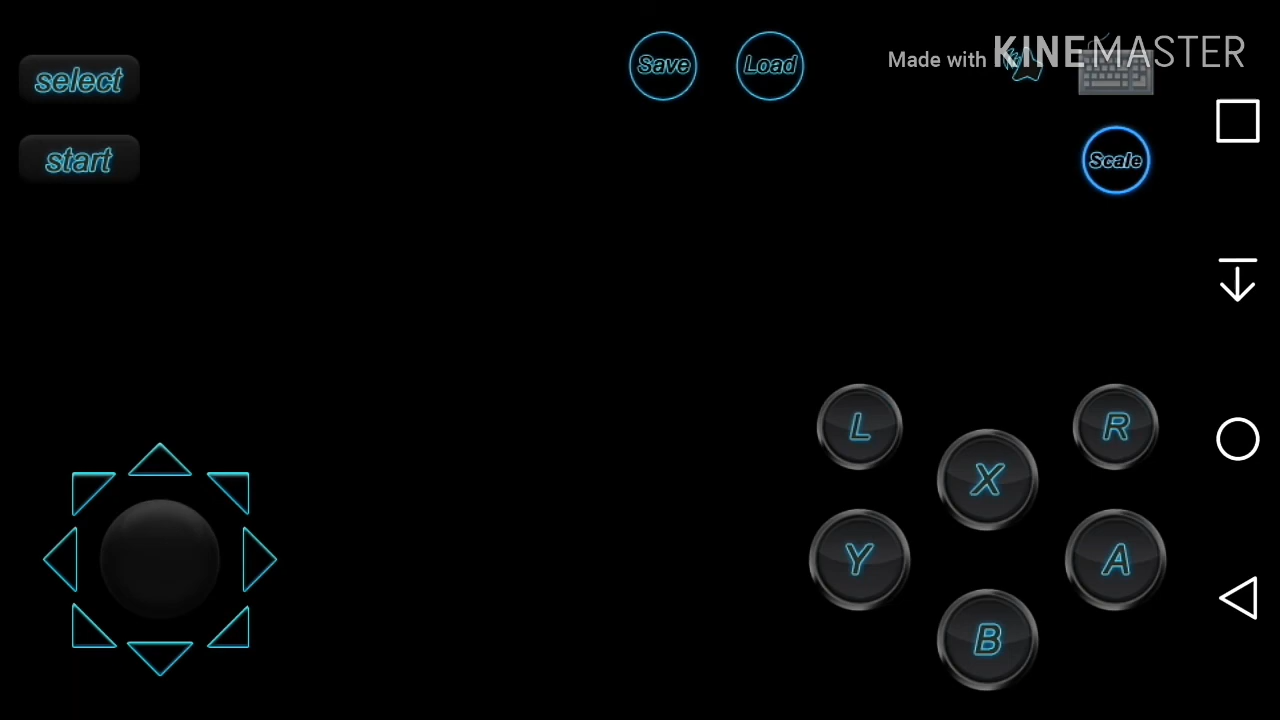 select
Save
Load
Made with KINEMASTER
start
Scale
L
R
X
Y
A
B